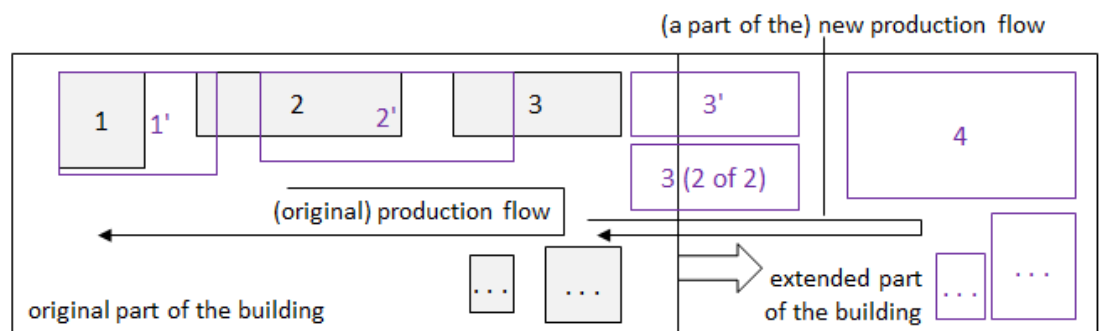 (a part of the) new production flow
1
1'
2
2'
3
3'
4
3 (2 of 2)
(original) production flow
...
...
extended part
of the building
...
...
original part of the building